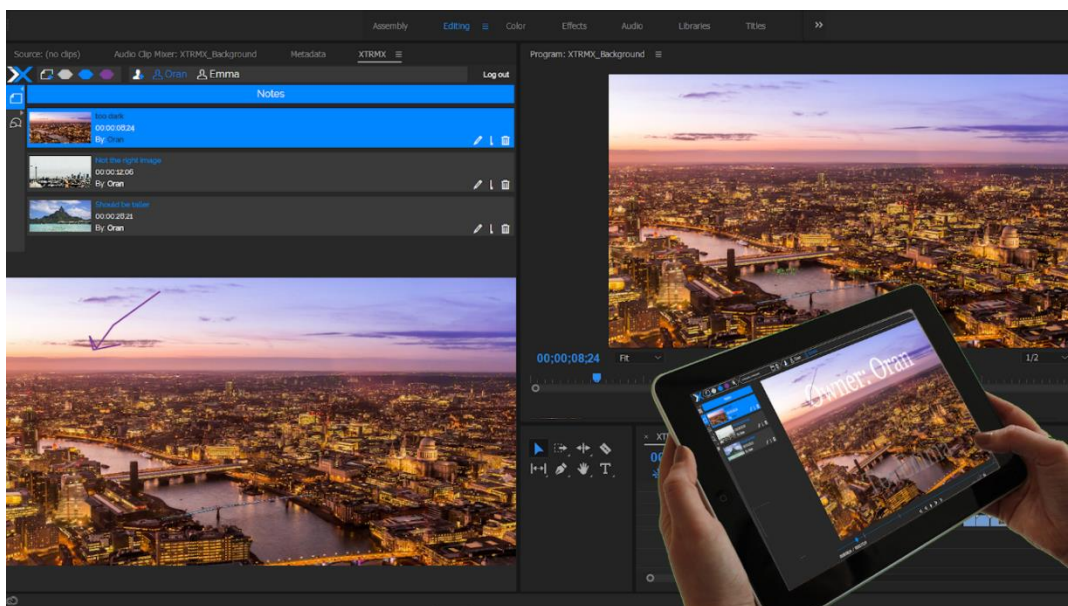 Assembly
Editing
Color
Effects
Audio
Libraries
Titles
Source: (no clips)
Audio Clip Mixer: XTRMX_Background
Metadata
XTRMX
Program: XTRMX_Background
Oran
Emma
Log out
Notes
too dark
00:00:08:24
By: Oran
Not the right image
00:00:12:06
By: Oran
Should be taller
00:00:28:21
By: Oran
00;00;08;24
Fit
1/2
XT
00
T
Owner: Oran